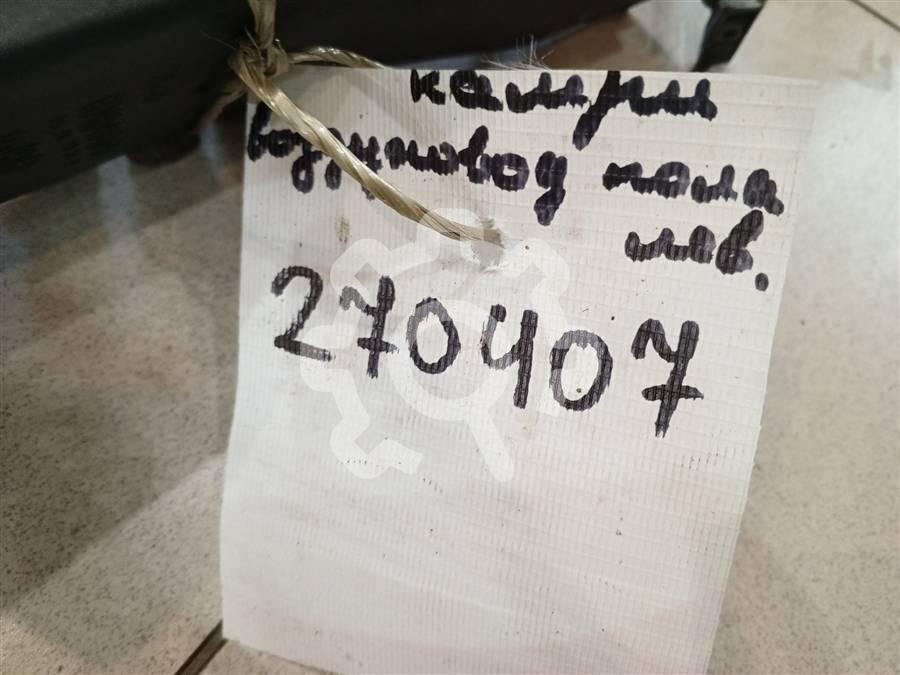 камри
воздуховод пола
лев.
270407